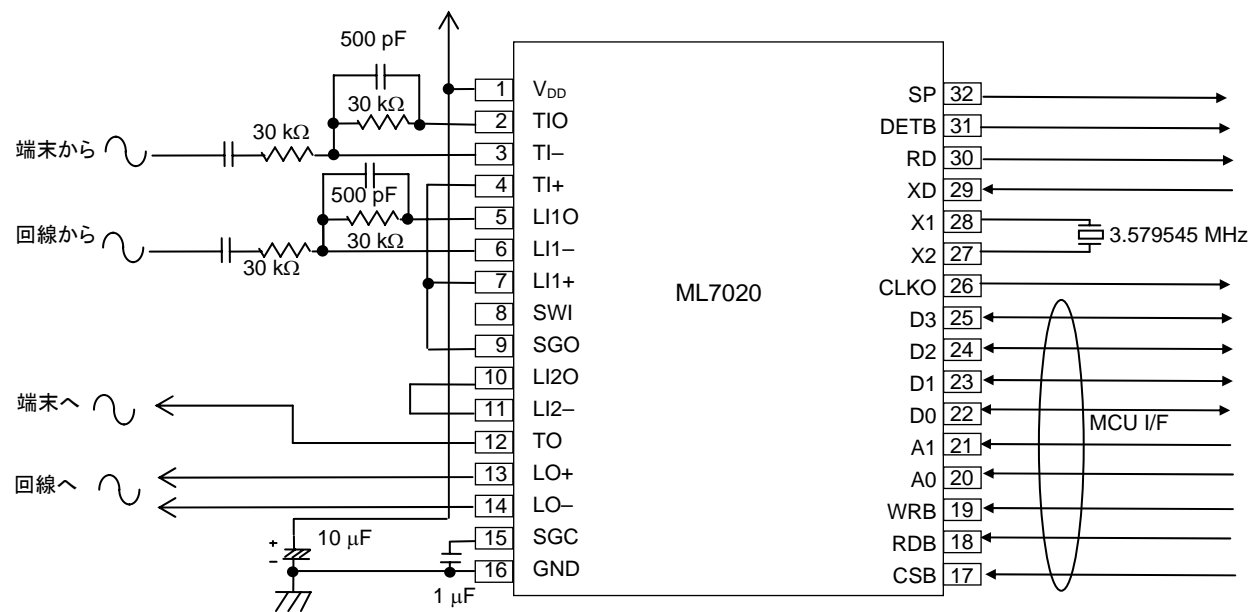 500 pF
30 kΩ
30 kΩ
端末から
500 pF
30 kΩ
30 kΩ
回線から
端末へ
回線へ
10 μF
+
−
1 μF
1 VDD
2 TIO
3 TI–
4 TI+
5 LI1O
6 LI1–
7 LI1+
8 SWI
9 SGO
10 LI2O
11 LI2–
12 TO
13 LO+
14 LO–
15 SGC
16 GND
ML7020
SP 32
DETB 31
RD 30
XD 29
X1 28
X2 27
CLKO 26
D3 25
D2 24
D1 23
D0 22
A1 21
A0 20
WRB 19
RDB 18
CSB 17
3.579545 MHz
MCU I/F